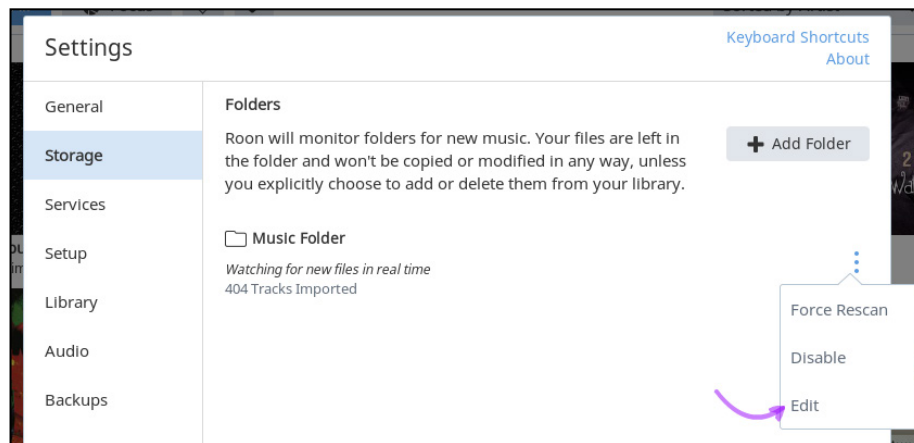 Settings
Keyboard Shortcuts
About
General
Storage
Services
Setup
Library
Audio
Backups
Folders
Roon will monitor folders for new music. Your files are left in
the folder and won't be copied or modified in any way, unless
you explicitly choose to add or delete them from your library.
Add Folder
Music Folder
Watching for new files in real time
404 Tracks Imported
Force Rescan
Disable
Edit